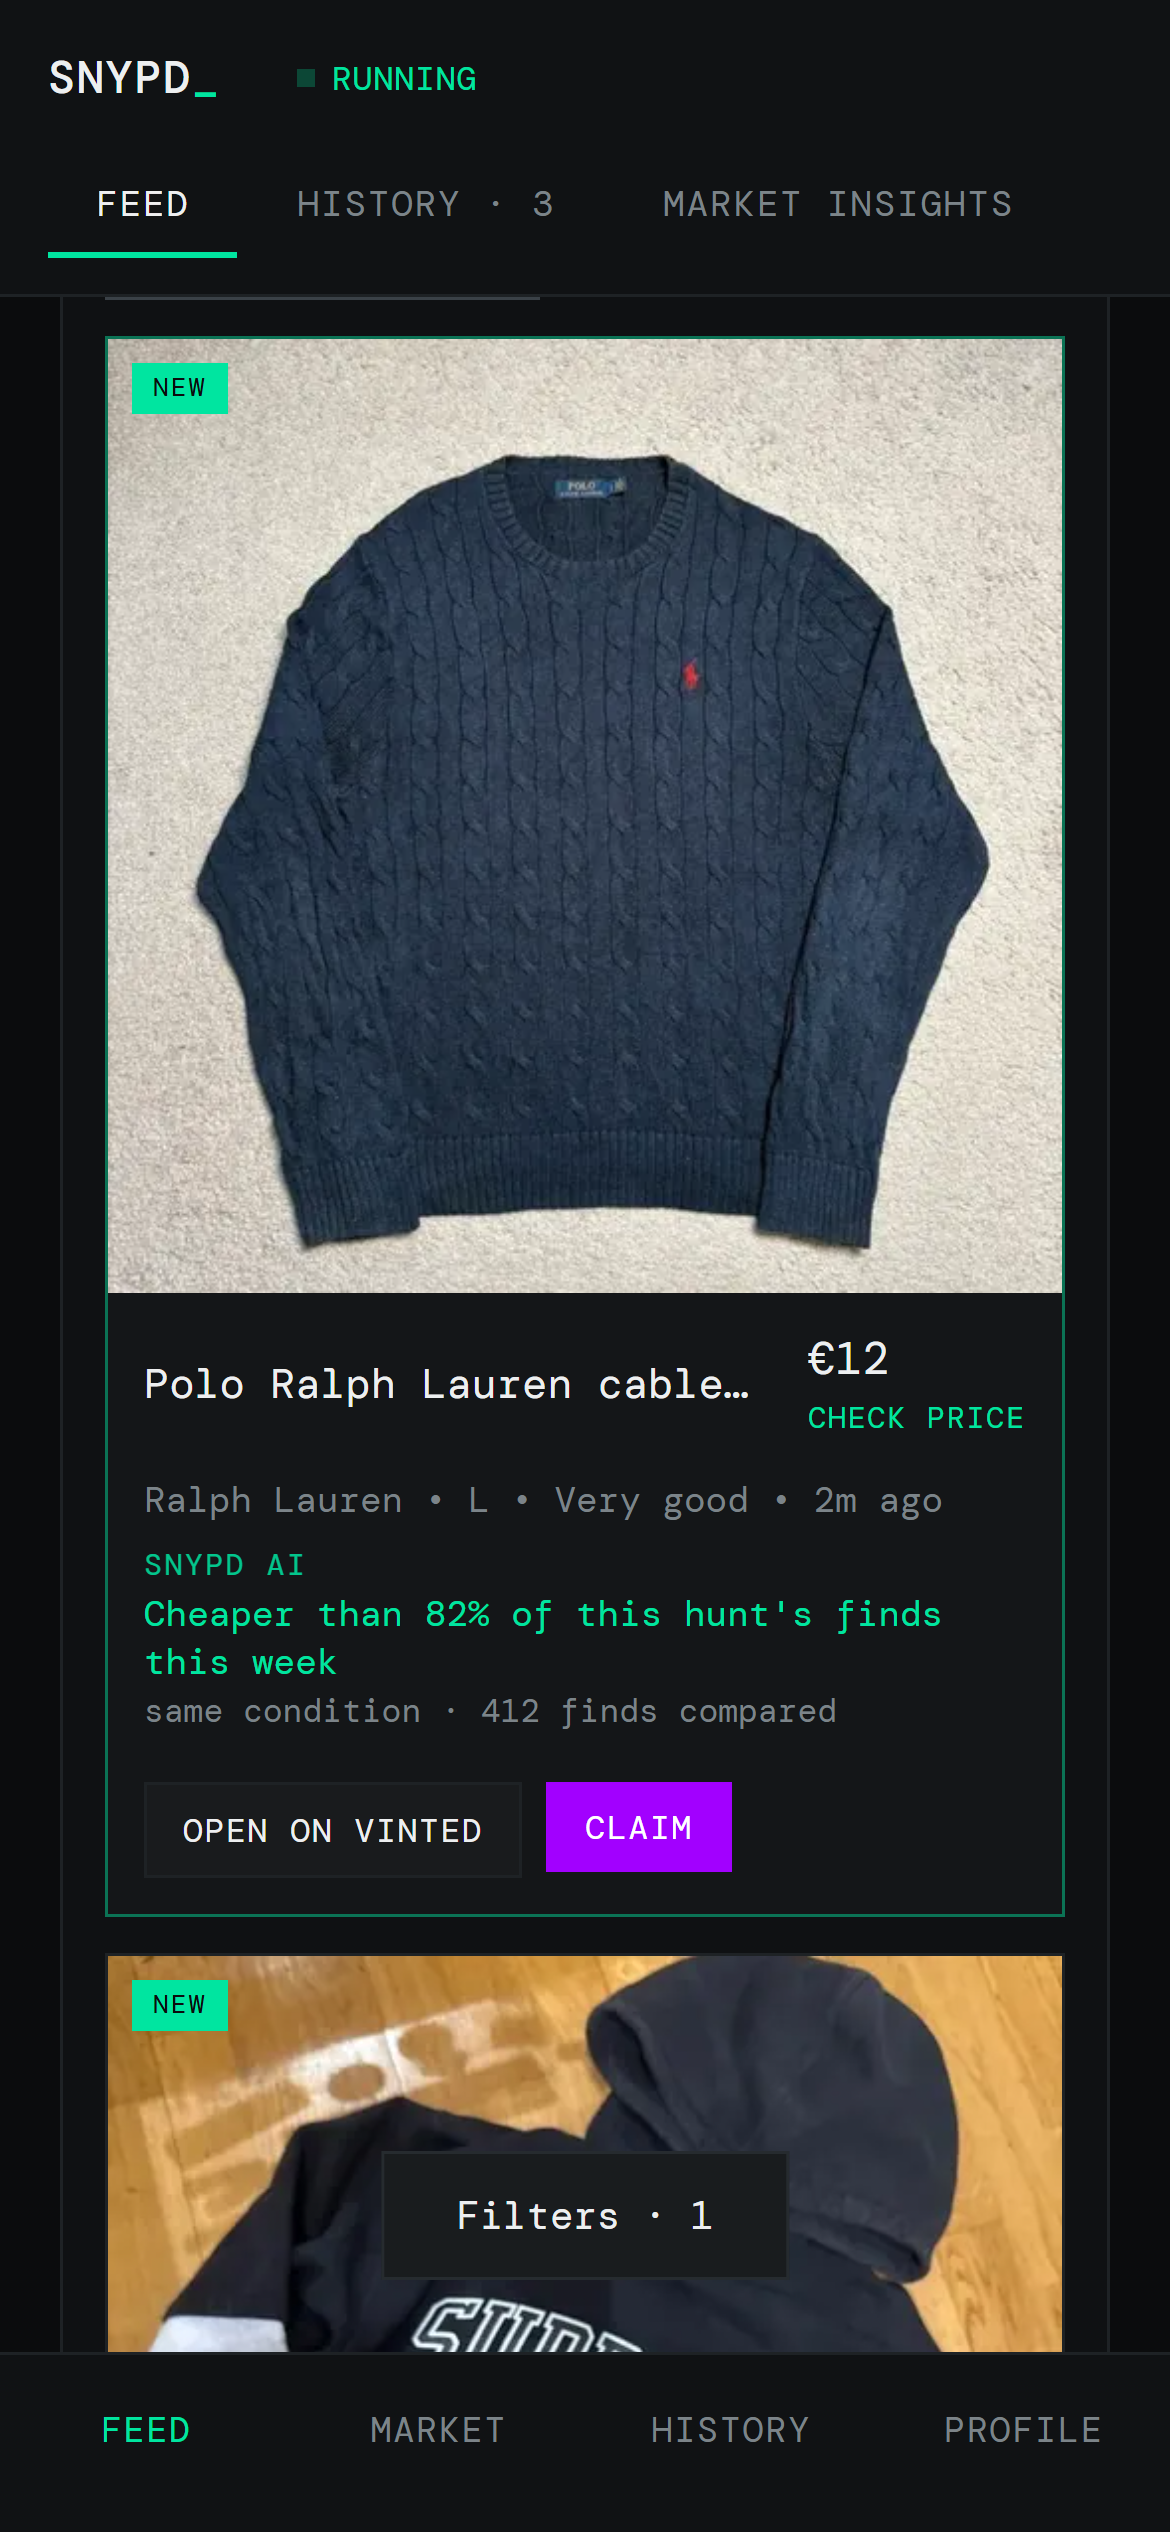 SNYPD_
RUNNING
FEED
HISTORY · 3
MARKET INSIGHTS
NEW
POLO
Polo Ralph Lauren cable…
€12
CHECK PRICE
Ralph Lauren • L • Very good • 2m ago
SNYPD AI
Cheaper than 82% of this hunt's finds
this week
same condition · 412 finds compared
OPEN ON VINTED
CLAIM
NEW
Filters · 1
FEED
MARKET
HISTORY
PROFILE